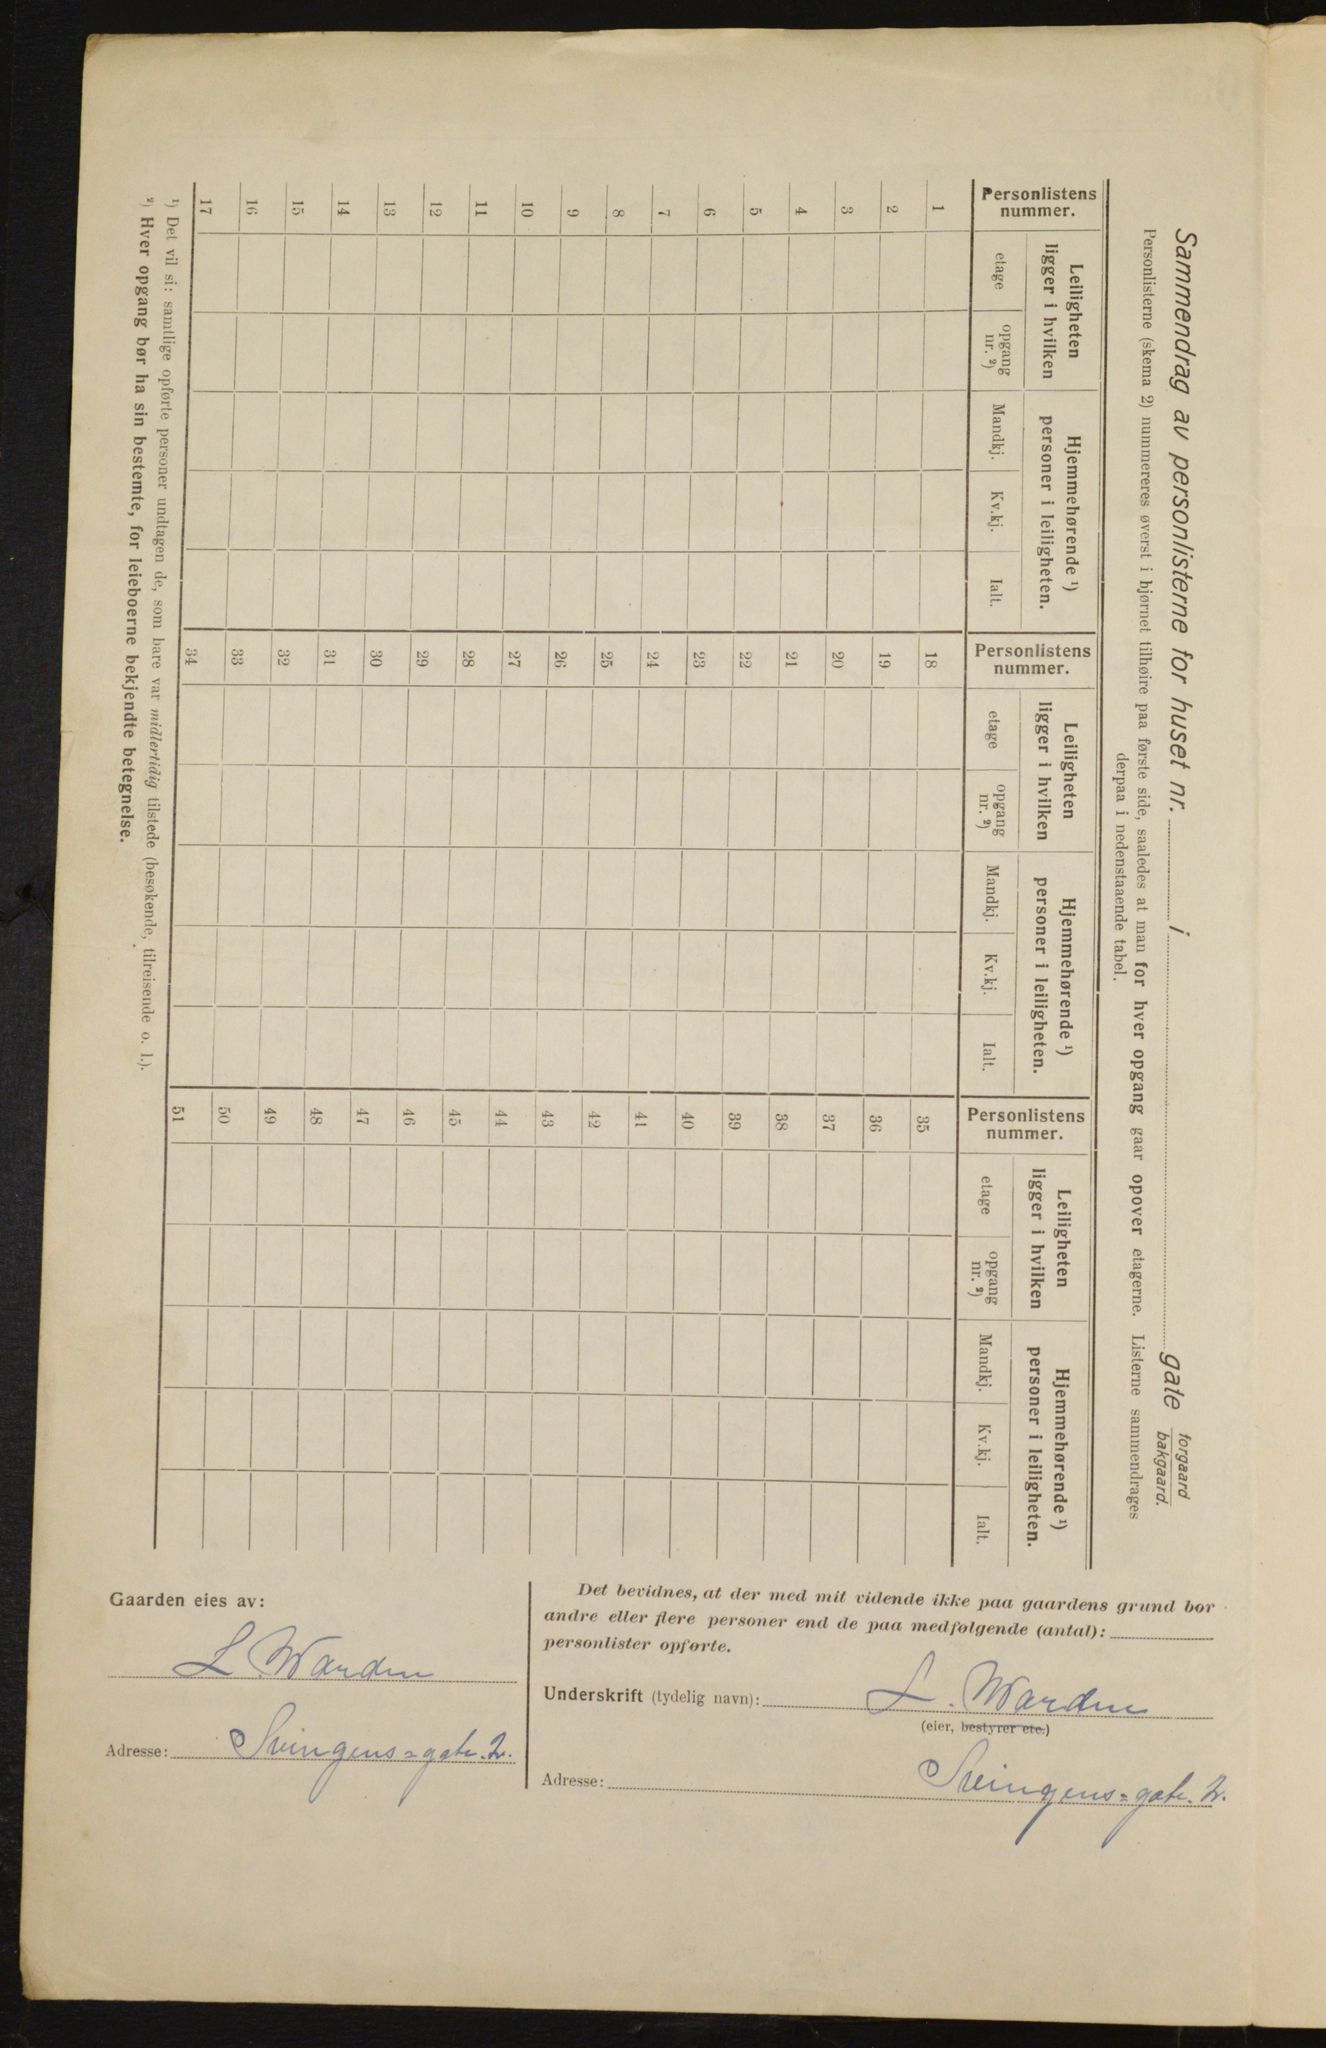 Sammendrag av personlisterne for huset nr. i gate forgaard
bakgaard.
Personlisterne (skema 2) nummereres øverst i hjørnet tilhøire paa første side, saaledes at man for hver opgang gaar opover etagerne. Listerne sammendrages
derpaa i nedenstaaende tabel.
Personlistens nummer. Leiligheten ligger i hvilken Hjemmehørende ¹) personer i leiligheten. Personlistens nummer. Leiligheten ligger i hvilken Hjemmehørende ¹) personer i leiligheten. Personlistens nummer. Leiligheten ligger i hvilken Hjemmehørende ¹) personer i leiligheten.
etage opgang nr. ²) Mandkj. Kv.kj. Ialt. etage opgang nr. ²) Mandkj. Kv.kj. Ialt. etage opgang nr. ²) Mandkj. Kv.kj. Ialt.
1 18 35
2 19 36
3 20 37
4 21 38
5 22 39
6 23 40
7 24 41
8 25 42
9 26 43
10 27 44
11 28 45
12 29 46
13 30 47
14 31 48
15 32 49
16 33 50
17 34 51
¹) Det vil si: samtlige opførte personer undtagen de, som bare var midlertidig tilstede (besøkende, tilreisende o. l.).
²) Hver opgang bør ha sin bestemte, for leieboerne bekjendte betegnelse.
Gaarden eies av:
L Warden
Adresse: Svingens=gate. 2.
Det bevidnes, at der med mit vidende ikke paa gaardens grund bor
andre eller flere personer end de paa medfølgende (antal):
personlister opførte.
Underskrift (tydelig navn): L. Warden
(eier, bestyrer etc.)
Adresse: Svingens=gate. 2.